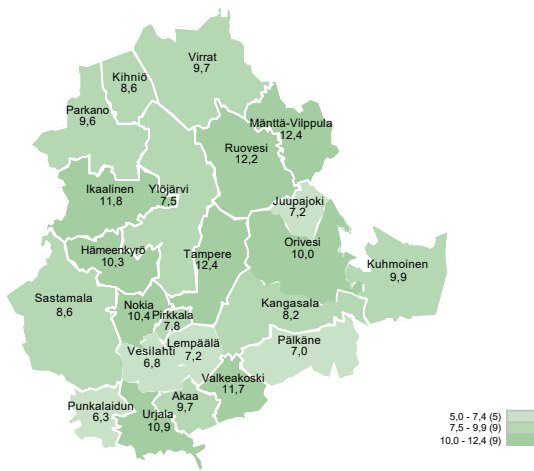 Virrat
9,7
Kihniö
8,6
Parkano
9,6
Mänttä-Vilppula
12,4
Ruovesi
12,2
Ikaalinen
11,8
Ylöjärvi
7,5
Juupajoki
7,2
Hämeenkyrö
10,3
Tampere
12,4
Orivesi
10,0
Kuhmoinen
9,9
Sastamala
8,6
Nokia
10,4
Pirkkala
7,8
Kangasala
8,2
Vesilahti
6,8
Lempäälä
7,2
Pälkäne
7,0
Valkeakoski
11,7
Punkalaidun
6,3
Urjala
10,9
Akaa
9,7
5,0 - 7,4 (5)
7,5 - 9,9 (9)
10,0 - 12,4 (9)